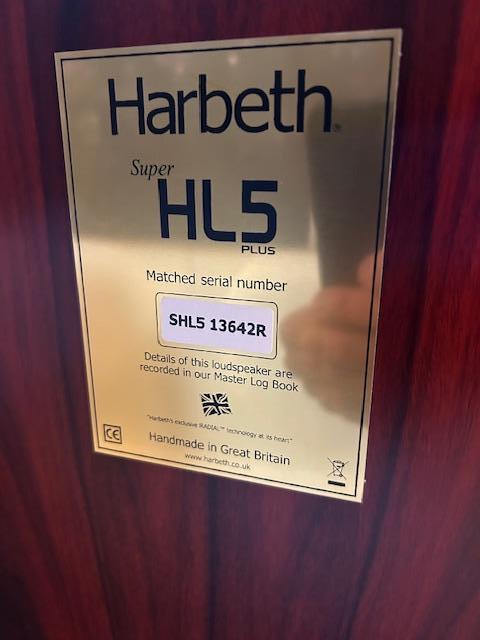 Harbeth®
Super
HL5
PLUS
Matched serial number
SHL5 13642R
Details of this loudspeaker are
recorded in our Master Log Book
"Harbeth's exclusive RADIAL™ technology at its heart"
CE
Handmade in Great Britain
www.harbeth.co.uk